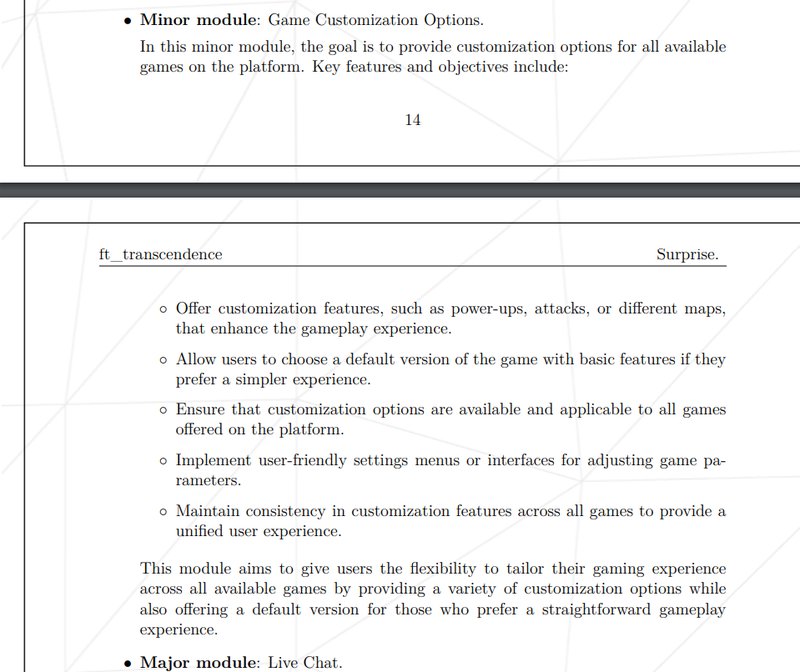 • Minor module: Game Customization Options.
In this minor module, the goal is to provide customization options for all available
games on the platform. Key features and objectives include:
14
ft_transcendence Surprise.
◦ Offer customization features, such as power-ups, attacks, or different maps,
that enhance the gameplay experience.
◦ Allow users to choose a default version of the game with basic features if they
prefer a simpler experience.
◦ Ensure that customization options are available and applicable to all games
offered on the platform.
◦ Implement user-friendly settings menus or interfaces for adjusting game pa-
rameters.
◦ Maintain consistency in customization features across all games to provide a
unified user experience.
This module aims to give users the flexibility to tailor their gaming experience
across all available games by providing a variety of customization options while
also offering a default version for those who prefer a straightforward gameplay
experience.
• Major module: Live Chat.